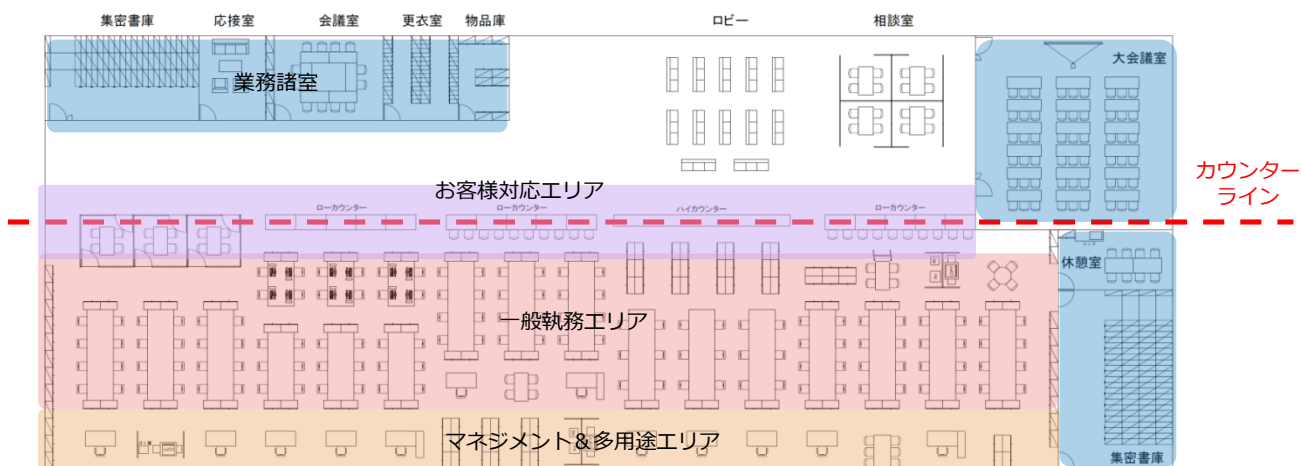 集密書庫 応接室 会議室 更衣室 物品庫 ロビー 相談室
大会議室
業務諸室
カウンター
ライン
お客様対応エリア
ローカウンター ローカウンター ハイカウンター ローカウンター
休憩室
一般執務エリア
マネジメント＆多用途エリア
集密書庫